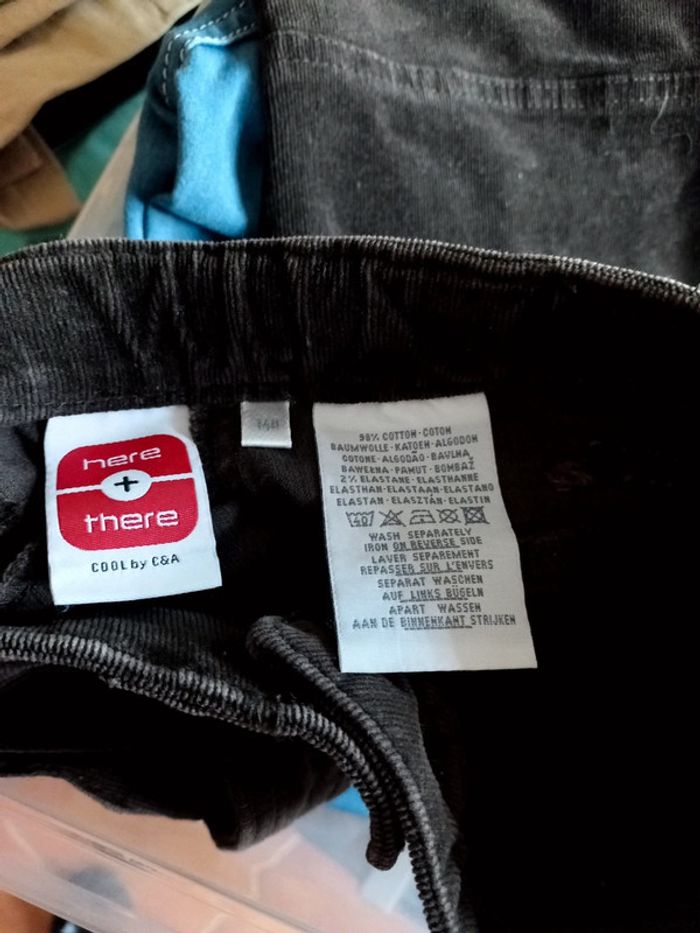 here
+
there
COOL by C&A
140
98% COTTON-COTON
BAUMWOLLE-KATOEN-ALGODON
COTONE-ALGODÃO-BAVLNA
BAWEŁNA-PAMUT-BOMBAŽ
2% ELASTANE-ELASTHANNE
ELASTHAN-ELASTAAN-ELASTANO
ELASTAN-ELASZTÁN-ELASTIN
40
WASH SEPARATELY
IRON ON REVERSE SIDE
LAVER SEPAREMENT
REPASSER SUR L'ENVERS
SEPARAT WASCHEN
AUF LINKS BÜGELN
APART WASSEN
AAN DE BINNENKANT STRIJKEN